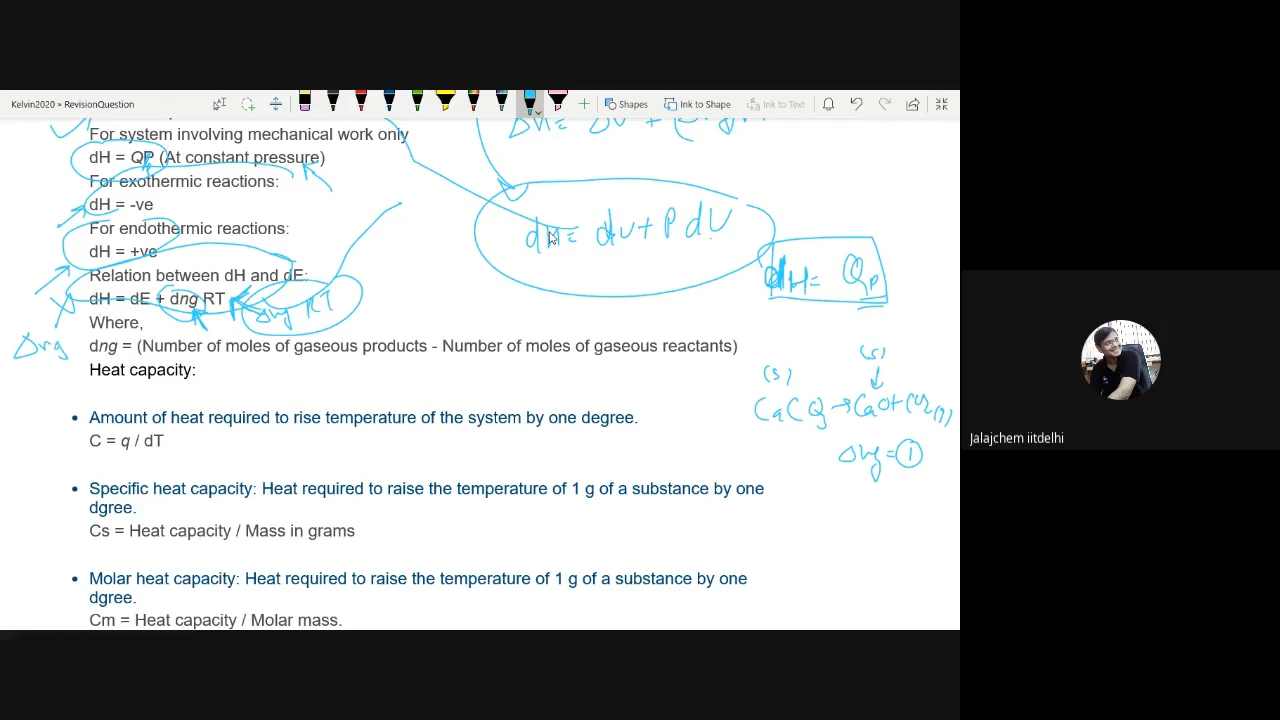 Kelvin2020 » RevisionQuestion
Shapes
Ink to Shape
Ink to Text
For system involving mechanical work only
dH = QP (At constant pressure)
For exothermic reactions:
dH = -ve
For endothermic reactions:
dH = +ve
Relation between dH and dE:
dH = dE + dng RT
Δng RT
Δng
Where,
dng = (Number of moles of gaseous products - Number of moles of gaseous reactants)
Heat capacity:
dH = dU + P dV
dH = QP
(s) (s)
CaCO3 → CaO + CO2(g)
Δng = 1
• Amount of heat required to rise temperature of the system by one degree.
C = q / dT
• Specific heat capacity: Heat required to raise the temperature of 1 g of a substance by one
dgree.
Cs = Heat capacity / Mass in grams
• Molar heat capacity: Heat required to raise the temperature of 1 g of a substance by one
dgree.
Cm = Heat capacity / Molar mass.
Jalajchem iitdelhi